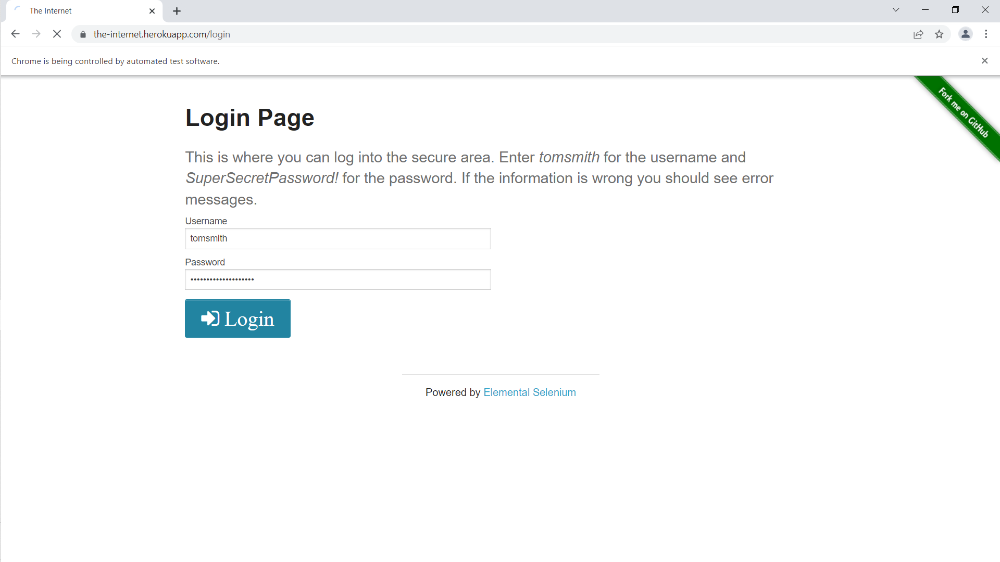 The Internet
the-internet.herokuapp.com/login
Chrome is being controlled by automated test software.
Fork me on GitHub
Login Page
This is where you can log into the secure area. Enter tomsmith for the username and
SuperSecretPassword! for the password. If the information is wrong you should see error
messages.
Username
tomsmith
Password
••••••••••••••••••••
Login
Powered by Elemental Selenium